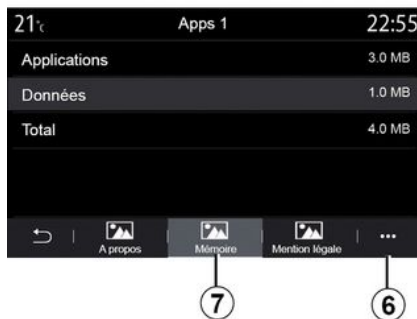 21°c Apps 1 22:55
Applications 3.0 MB
Données 1.0 MB
Total 4.0 MB
A propos Mémoire Mention légale ...
7 6